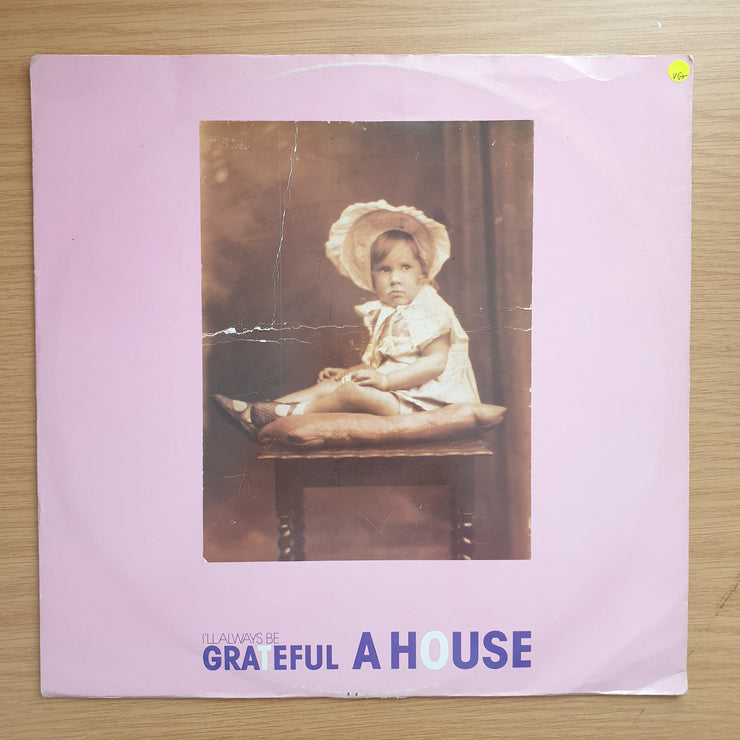 VG+
I'LL ALWAYS BE
GRATEFUL A HOUSE